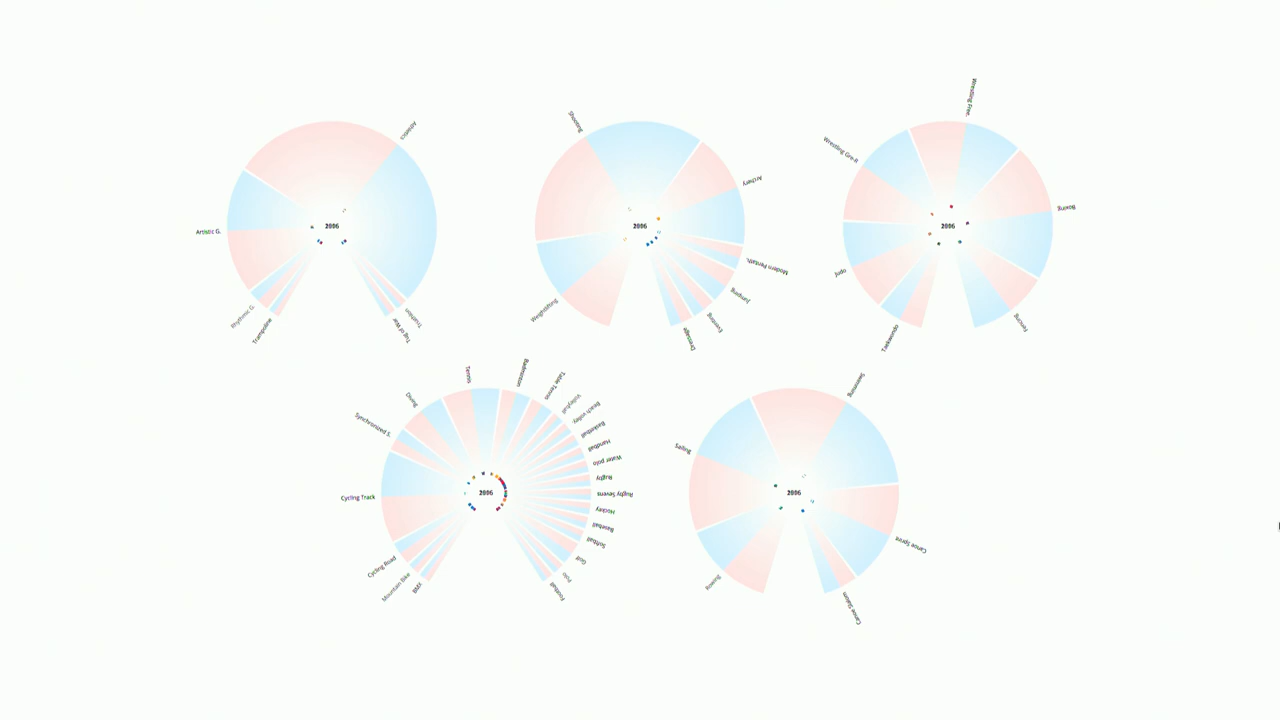 Athletics
Artistic G.
2006
Rhythmic G.
Trampoline
Triathlon
Tug of War
Shooting
Archery
2006
Modern Pentath.
Jumping
Eventing
Dressage
Weightlifting
Wrestling Free.
Wrestling Gre-R
Boxing
2006
Judo
Fencing
Taekwondo
Tennis
Badminton
Table Tennis
Volleyball
Beach volley.
Basketball
Handball
Water polo
Rugby
Rugby Sevens
Hockey
Baseball
Softball
Golf
Polo
Football
Diving
Synchronized S.
Cycling Track
2006
Cycling Road
Mountain Bike
BMX
Swimming
Sailing
2006
Canoe Sprint
Rowing
Canoe Slalom